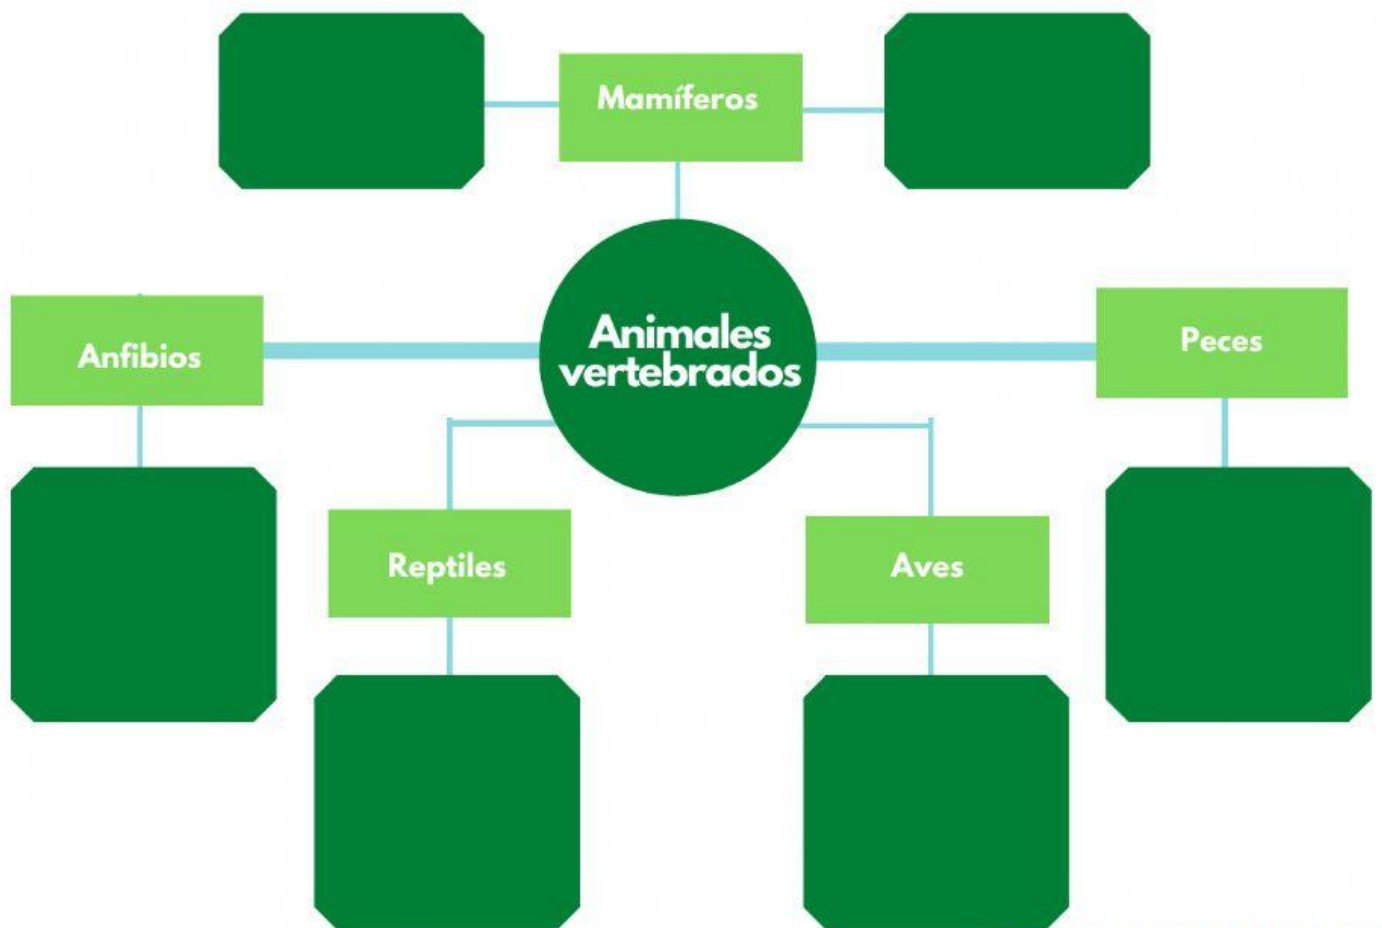 Mamíferos
Anfibios
Animales
vertebrados
Peces
Reptiles
Aves